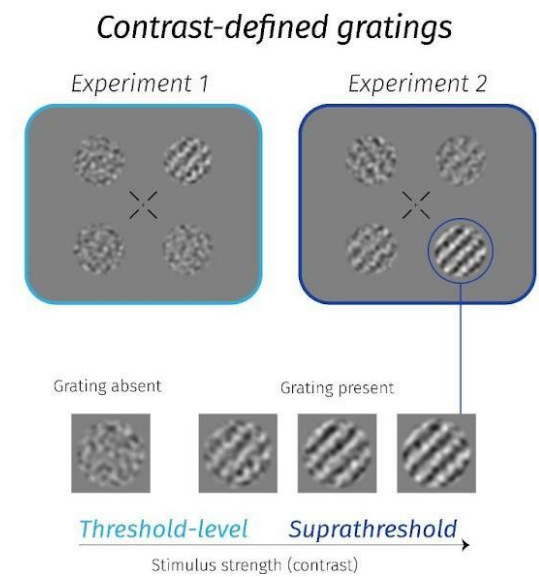 Contrast-defined gratings
Experiment 1
Experiment 2
Grating absent
Grating present
Threshold-level
Suprathreshold
Stimulus strength (contrast)